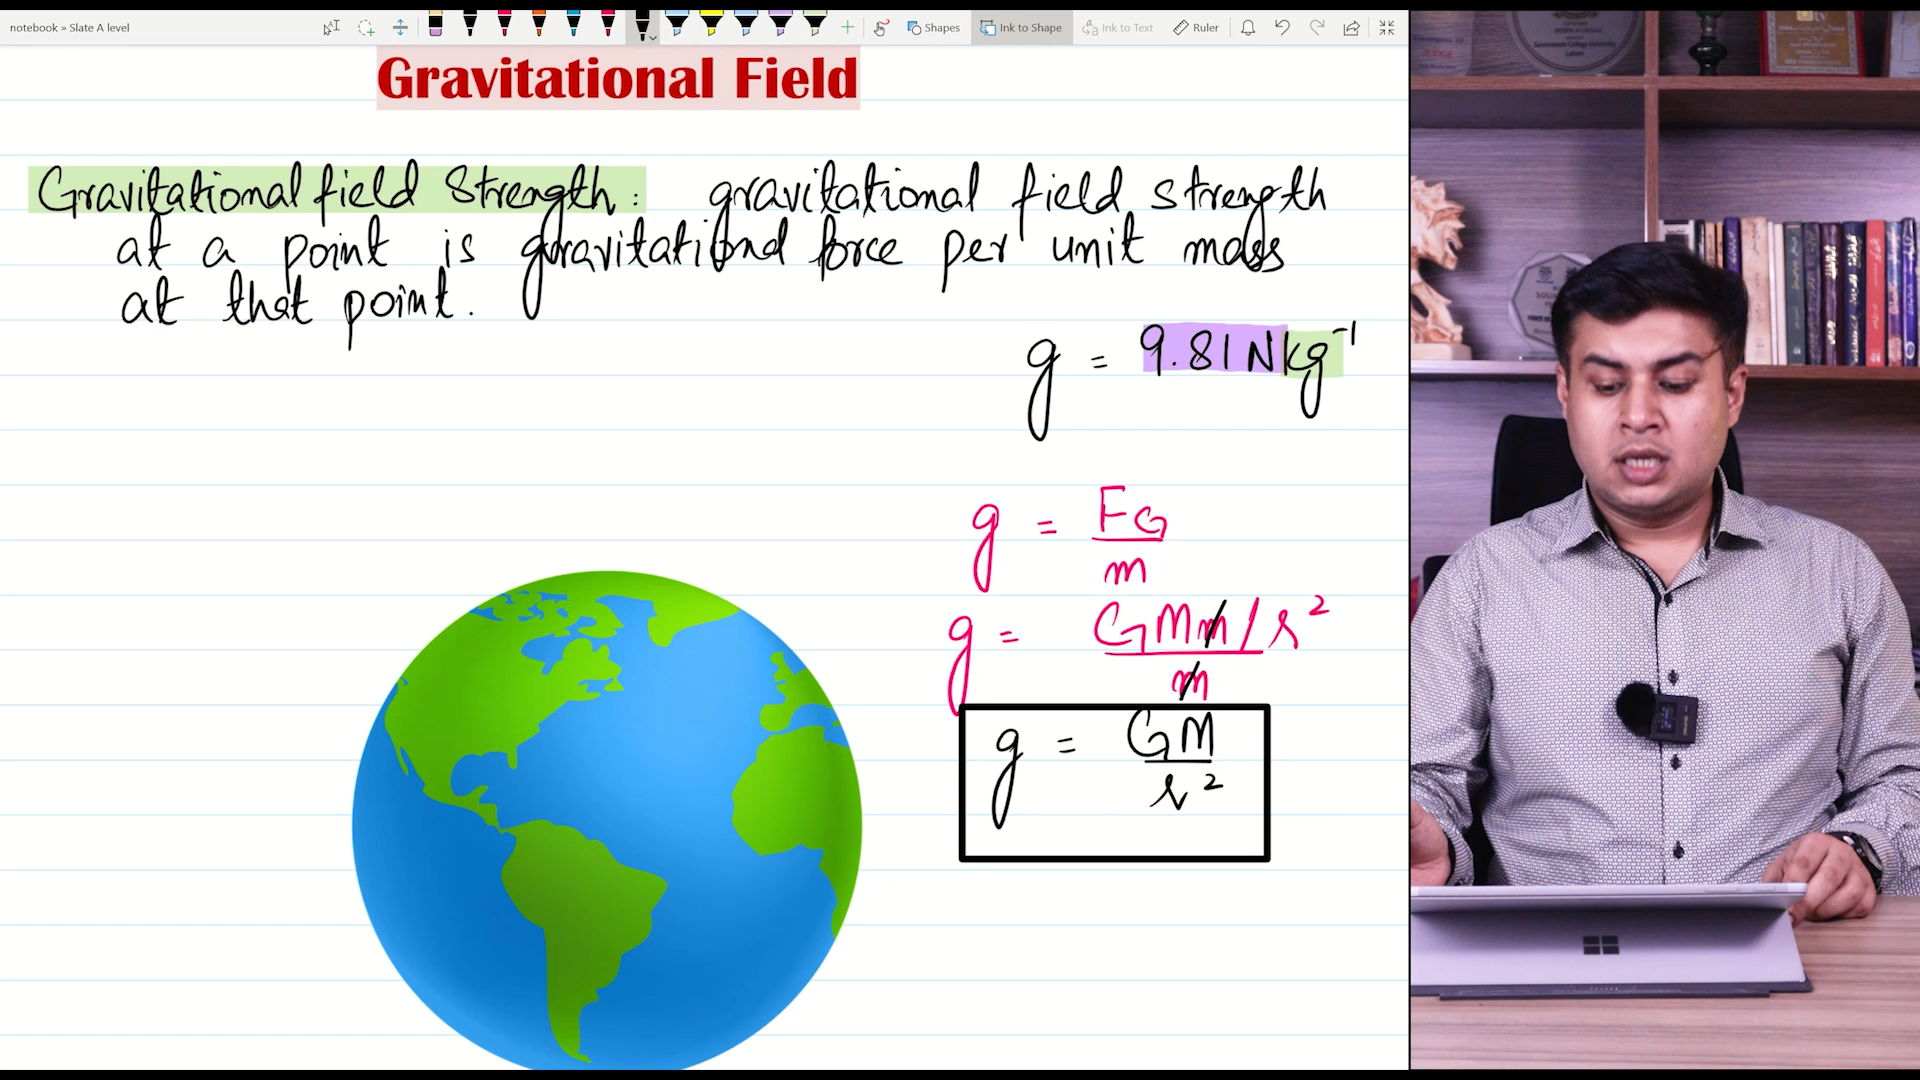 notebook » Slate A level
Shapes
Ink to Shape
Ink to Text
Ruler
Gravitational Field
Gravitational field Strength: gravitational field strength
at a point is gravitational force per unit mass
at that point.
g = 9.81 N kg⁻¹
g = FG
m
g = GMm/r²
m
g = GM
r²